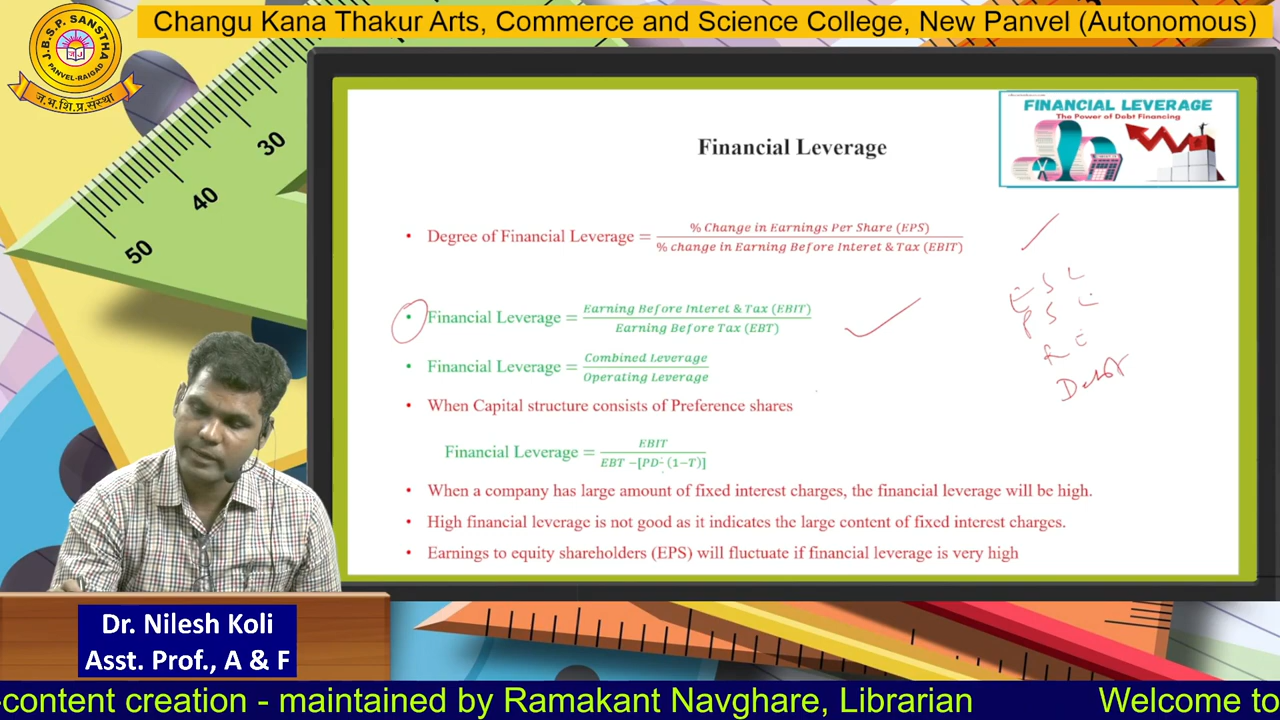 Changu Kana Thakur Arts, Commerce and Science College, New Panvel (Autonomous)
J.B.S.P. SANSTHA
PANVEL-RAIGAD
ज.भ.शि.प्र.संस्था
30
40
50
FINANCIAL LEVERAGE
The Power of Debt Financing
Financial Leverage
• Degree of Financial Leverage = % Change in Earnings Per Share (EPS) / % change in Earning Before Interet & Tax (EBIT)
E S C
P S C
R E
Debt
• Financial Leverage = Earning Before Interet & Tax (EBIT) / Earning Before Tax (EBT)
• Financial Leverage = Combined Leverage / Operating Leverage
• When Capital structure consists of Preference shares
Financial Leverage = EBIT / EBT −[PD÷ (1−T)]
• When a company has large amount of fixed interest charges, the financial leverage will be high.
• High financial leverage is not good as it indicates the large content of fixed interest charges.
• Earnings to equity shareholders (EPS) will fluctuate if financial leverage is very high
Dr. Nilesh Koli
Asst. Prof., A & F
-content creation - maintained by Ramakant Navghare, Librarian
Welcome to